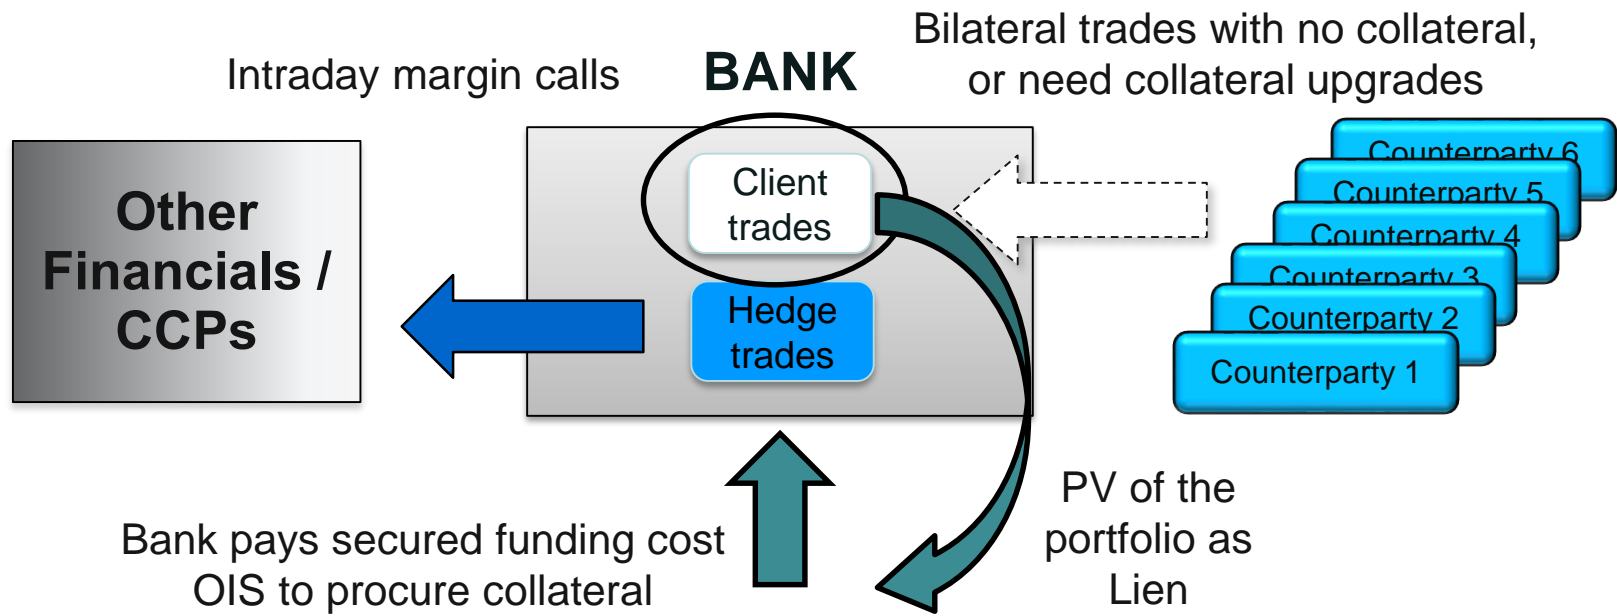 Intraday margin calls
BANK
Bilateral trades with no collateral,
or need collateral upgrades
Other
Financials /
CCPs
Client
trades
Hedge
trades
Counterparty 6
Counterparty 5
Counterparty 4
Counterparty 3
Counterparty 2
Counterparty 1
Bank pays secured funding cost
OIS to procure collateral
PV of the
portfolio as
Lien